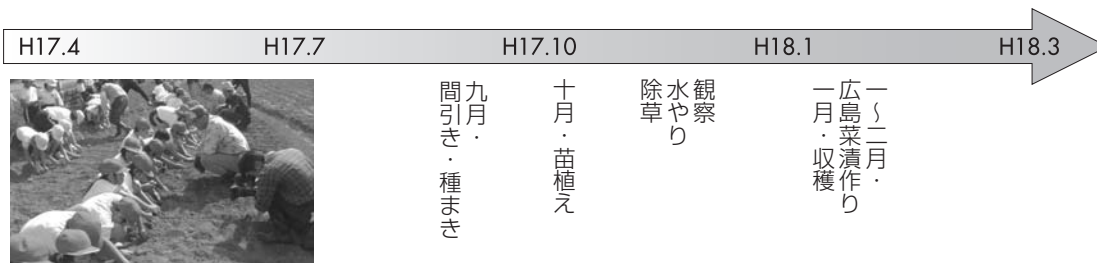 H17.4
H17.7
H17.10
H18.1
H18.3
九月・
間引き・種まき
十月・苗植え
観察
水やり
除草
一～二月・
広島菜漬作り
一月・収穫